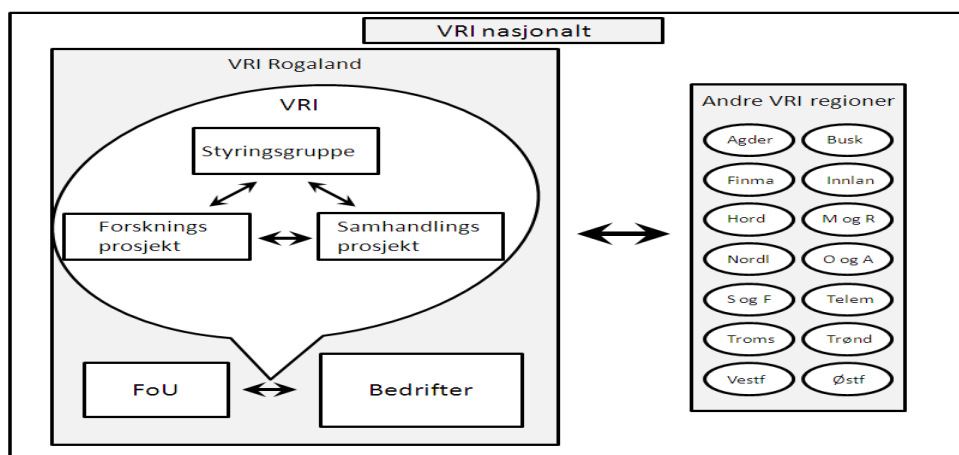 VRI nasjonalt
VRI Rogaland
VRI
Styringsgruppe
Forsknings
prosjekt
Samhandlings
prosjekt
FoU
Bedrifter
Andre VRI regioner
Agder
Busk
Finma
Innlan
Hord
M og R
Nordl
O og A
S og F
Telem
Troms
Trønd
Vestf
Østf